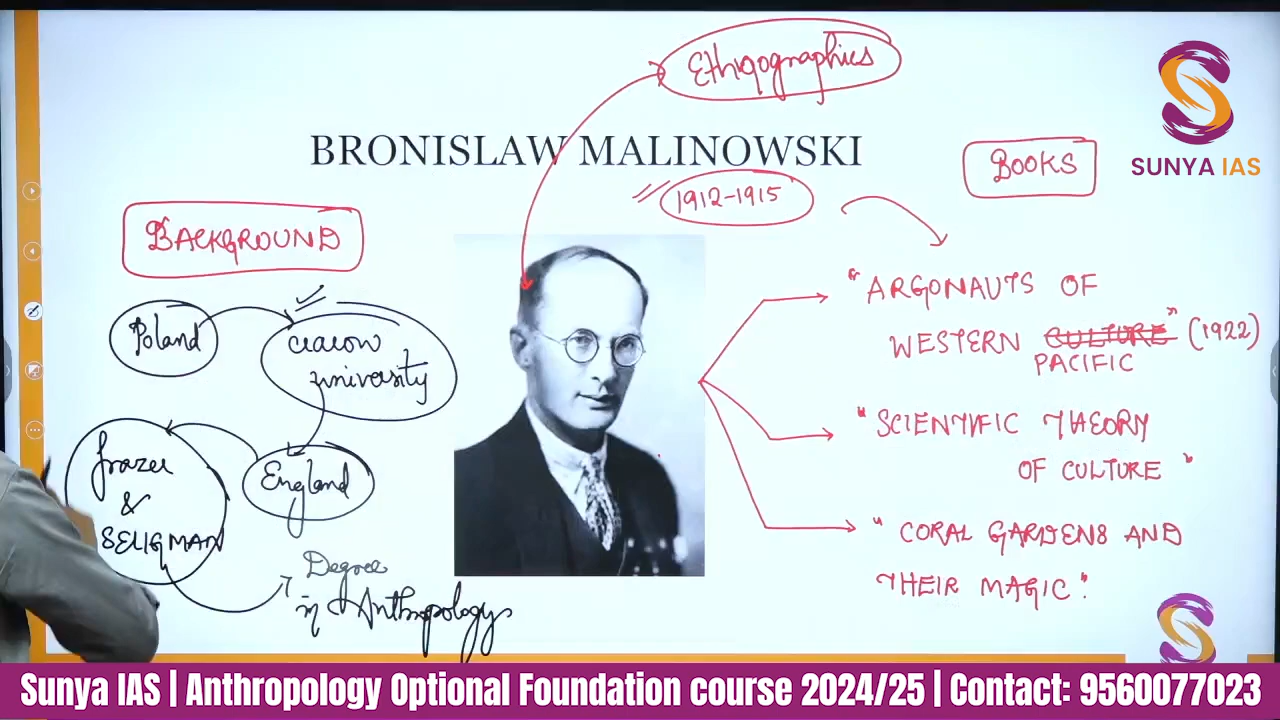 Ethnographics
BRONISLAW MALINOWSKI
1912-1915
BOOKS
SUNYA IAS
BACKGROUND
Poland
cracow
university
England
frazer
&
SELIGMAN
Degree
in Anthropology
"ARGONAUTS OF
WESTERN CULTURE" (1922)
PACIFIC
"SCIENTIFIC THEORY
OF CULTURE"
"CORAL GARDENS AND
THEIR MAGIC".
Sunya IAS | Anthropology Optional Foundation course 2024/25 | Contact: 9560077023